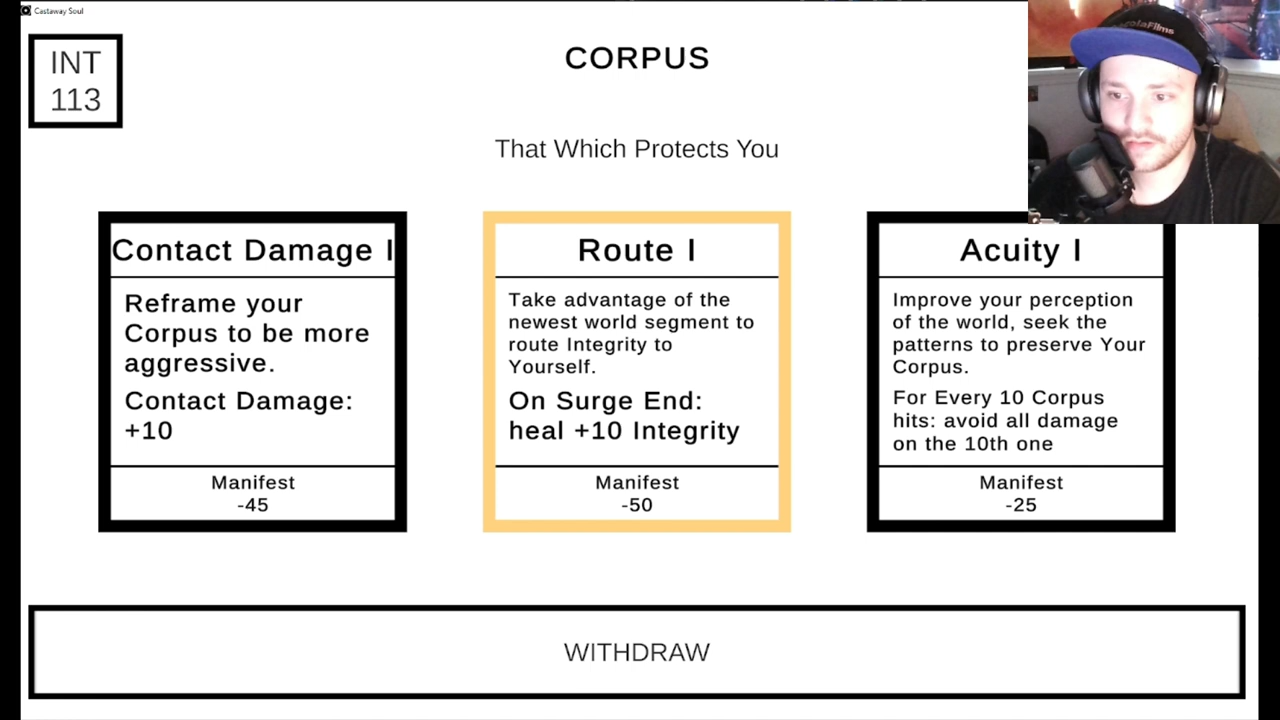 Castaway Soul
INT
113
CORPUS
That Which Protects You
Contact Damage I
Reframe your
Corpus to be more
aggressive.
Contact Damage:
+10
Manifest
-45
Route I
Take advantage of the
newest world segment to
route Integrity to
Yourself.
On Surge End:
heal +10 Integrity
Manifest
-50
Acuity I
Improve your perception
of the world, seek the
patterns to preserve Your
Corpus.
For Every 10 Corpus
hits: avoid all damage
on the 10th one
Manifest
-25
WITHDRAW